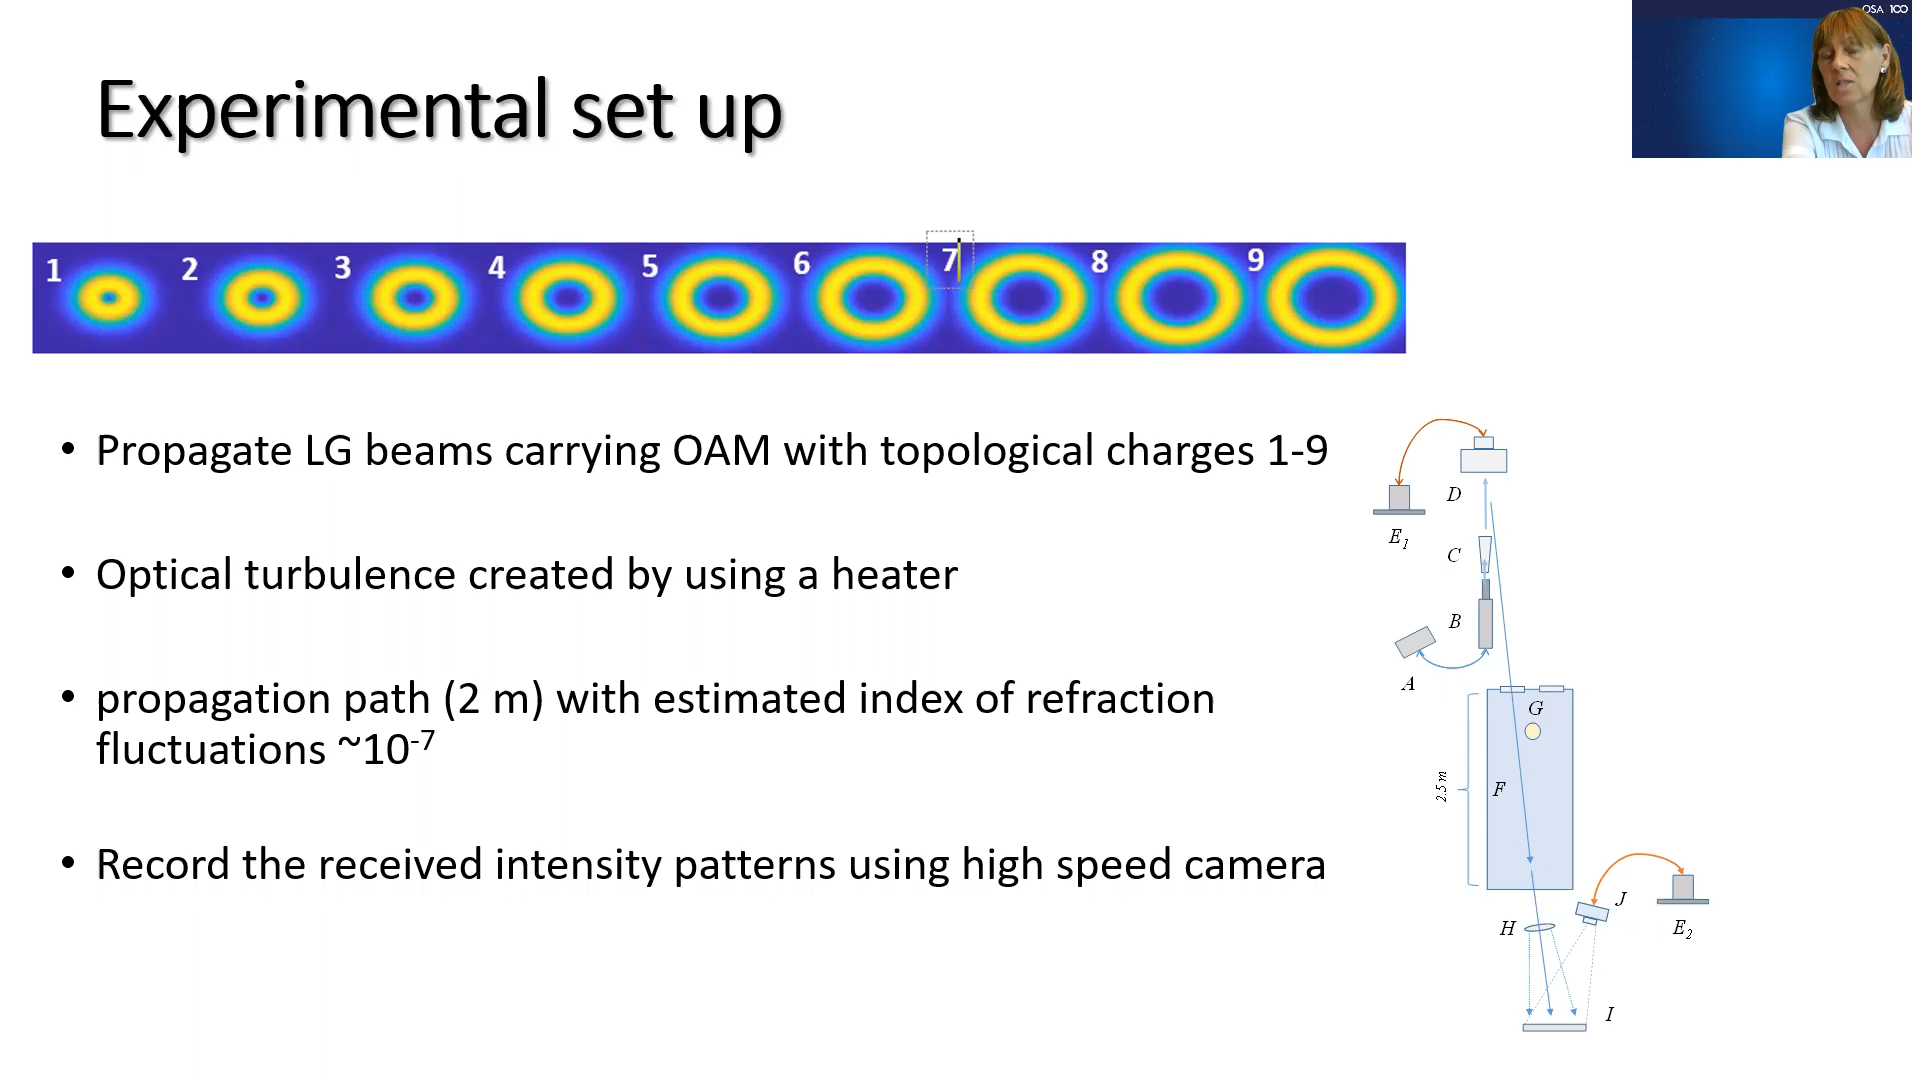 OSA 100
Experimental set up
1 2 3 4 5 6 7 8 9
• Propagate LG beams carrying OAM with topological charges 1-9
• Optical turbulence created by using a heater
• propagation path (2 m) with estimated index of refraction
fluctuations ~10⁻⁷
• Record the received intensity patterns using high speed camera
D
E₁
C
B
A
G
2.5 m
F
J
H
E₂
I